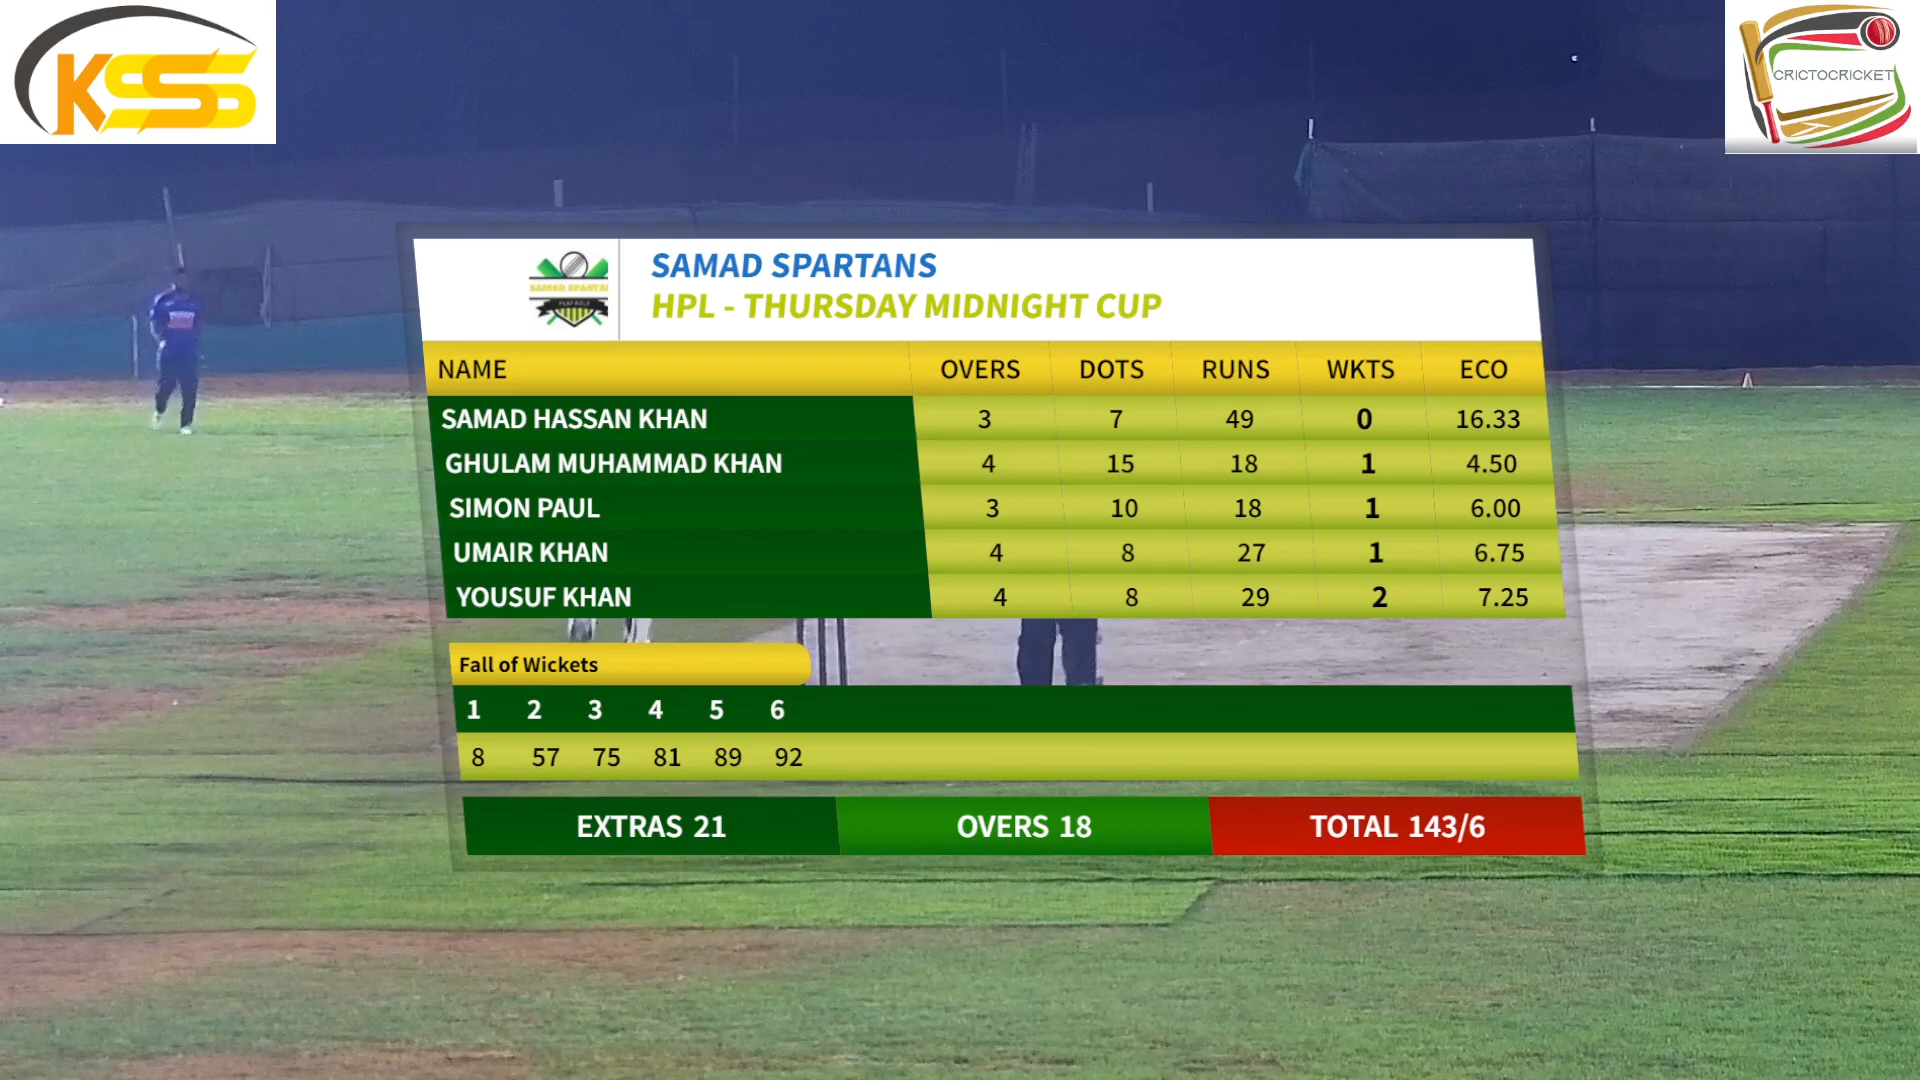 KSS
CRICTOCRICKET
SAMAD SPARTANS
HPL - THURSDAY MIDNIGHT CUP
NAME OVERS DOTS RUNS WKTS ECO
SAMAD HASSAN KHAN 3 7 49 0 16.33
GHULAM MUHAMMAD KHAN 4 15 18 1 4.50
SIMON PAUL 3 10 18 1 6.00
UMAIR KHAN 4 8 27 1 6.75
YOUSUF KHAN 4 8 29 2 7.25
Fall of Wickets
1 2 3 4 5 6
8 57 75 81 89 92
EXTRAS 21 OVERS 18 TOTAL 143/6